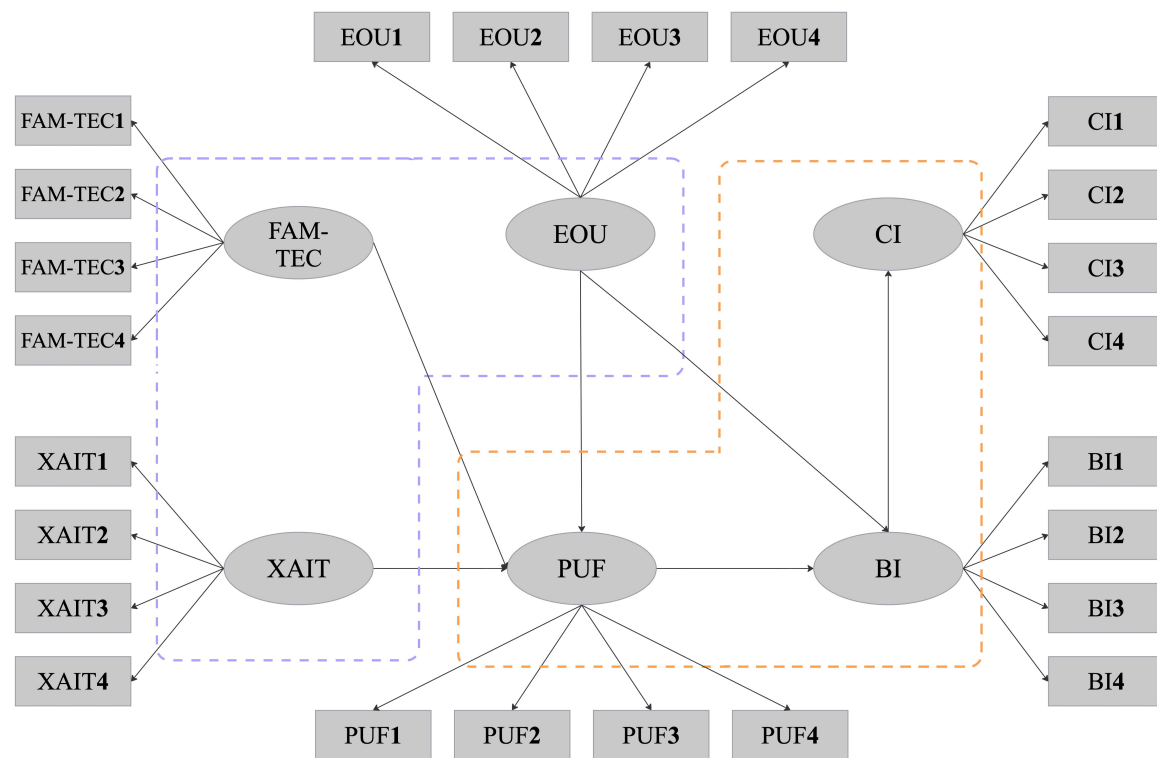 EOU1
EOU2
EOU3
EOU4
FAM-TEC1
FAM-TEC2
FAM-TEC3
FAM-TEC4
FAM-
TEC
EOU
CI
CI1
CI2
CI3
CI4
XAIT1
XAIT2
XAIT3
XAIT4
XAIT
PUF
BI
BI1
BI2
BI3
BI4
PUF1
PUF2
PUF3
PUF4